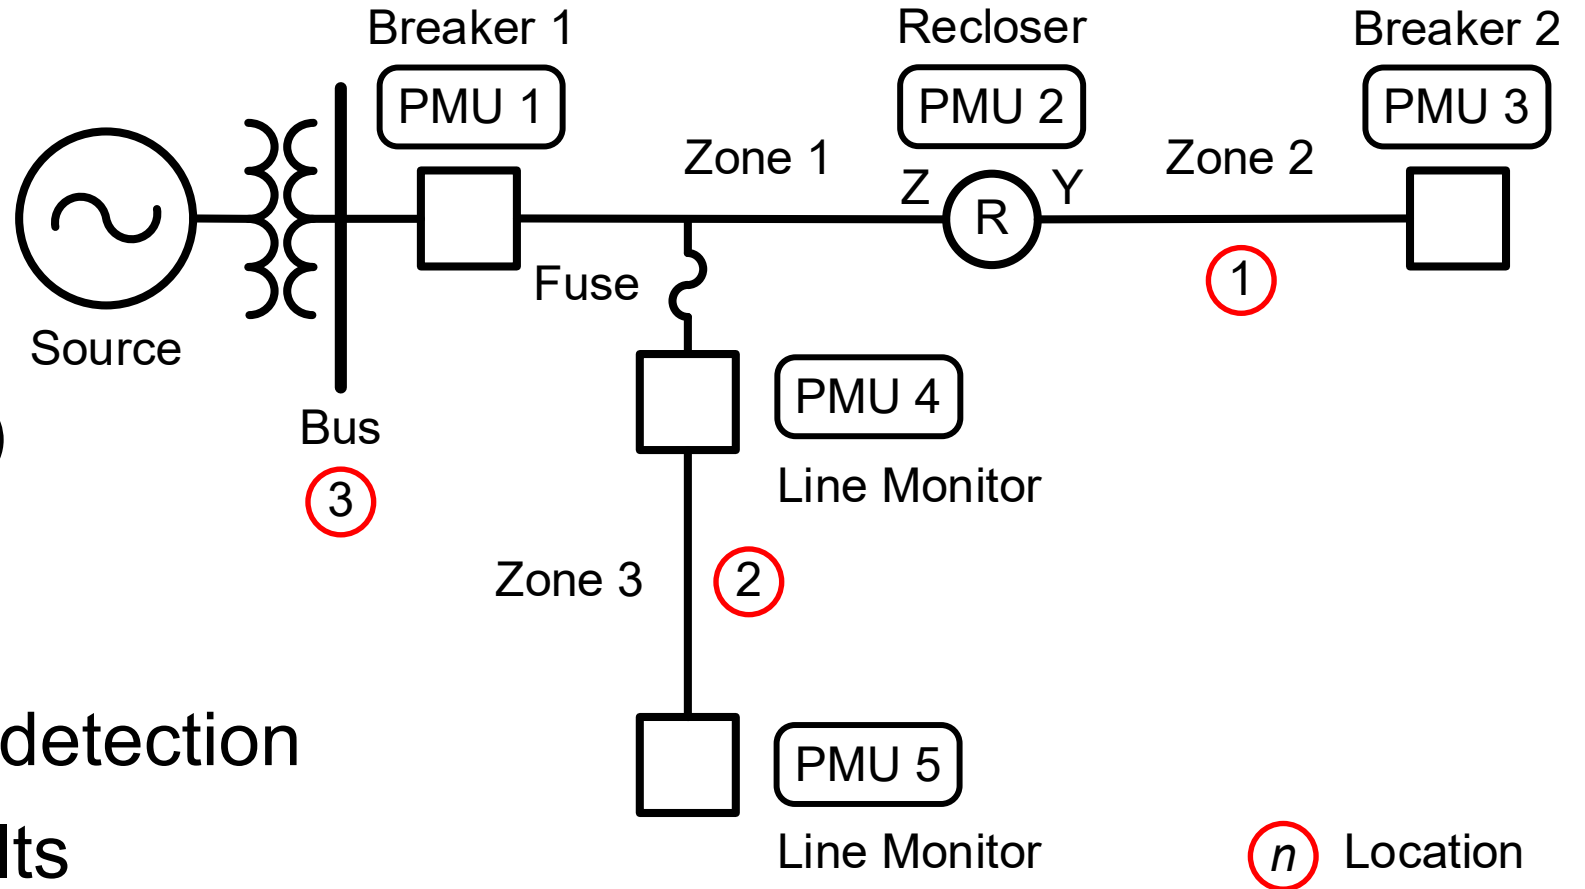 Breaker 1
Recloser
Breaker 2
PMU 1
PMU 2
PMU 3
Zone 1
Zone 2
Z
R
Y
1
Fuse
Source
PMU 4
Bus
Line Monitor
)
3
Zone 3
2
detection
PMU 5
lts
Line Monitor
n Location